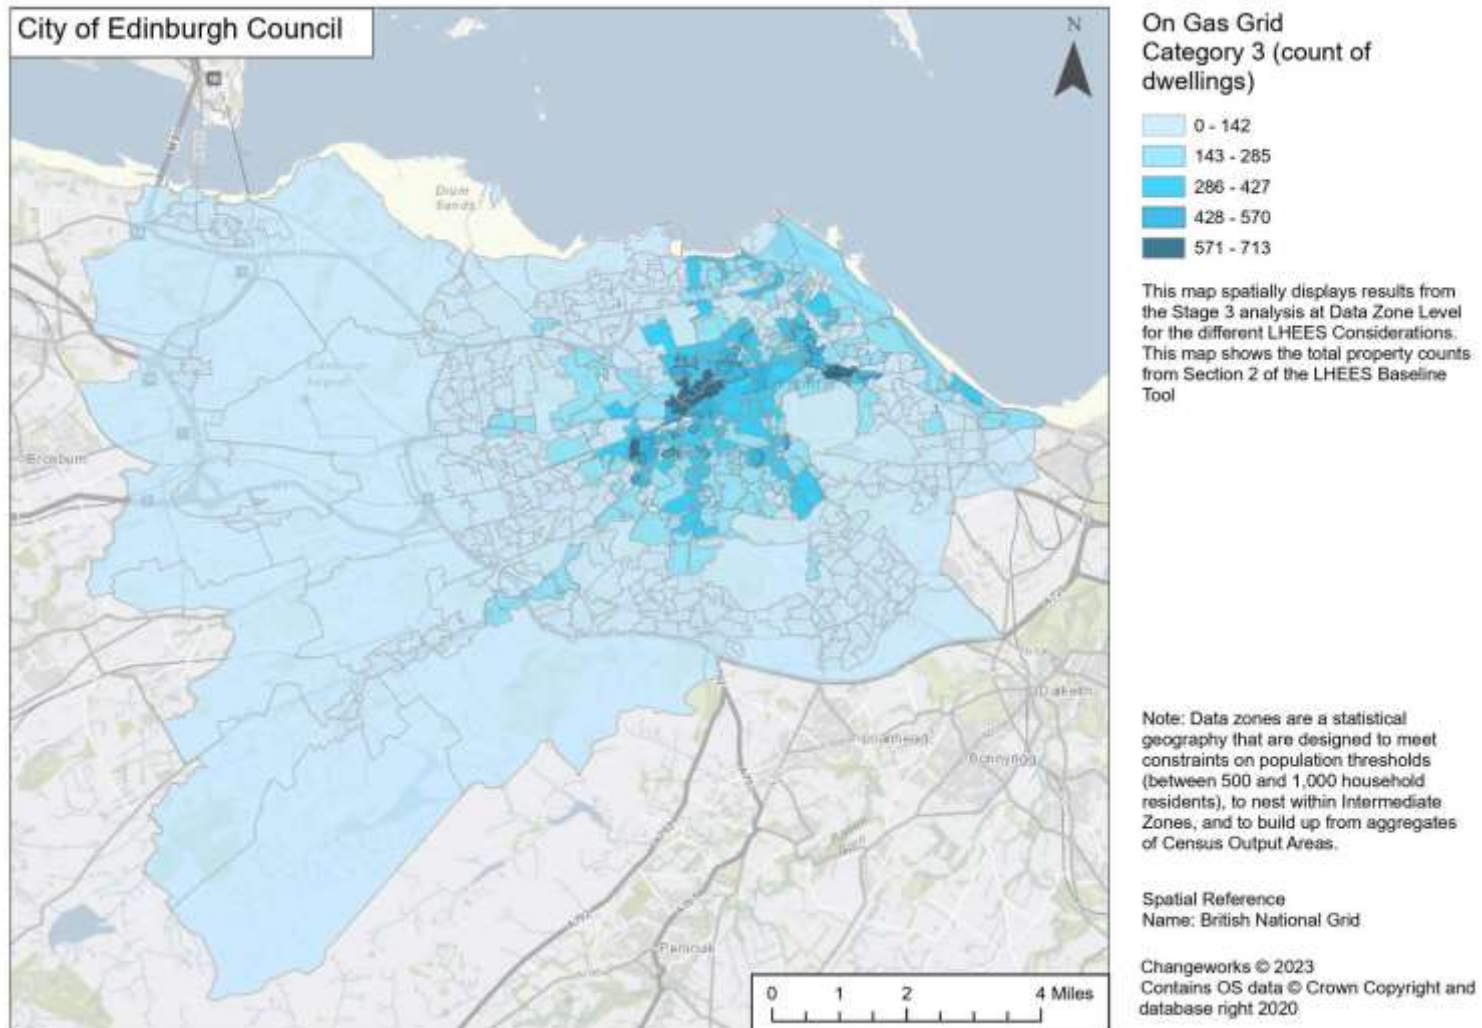 City of Edinburgh Council
N
On Gas Grid
Category 3 (count of
dwellings)
0 - 142
143 - 285
286 - 427
428 - 570
571 - 713
This map spatially displays results from
the Stage 3 analysis at Data Zone Level
for the different LHEES Considerations.
This map shows the total property counts
from Section 2 of the LHEES Baseline
Tool
Drum
Sands
Broxburn
Dalkeith
Bonnyrigg
Penicuik
Note: Data zones are a statistical
geography that are designed to meet
constraints on population thresholds
(between 500 and 1,000 household
residents), to nest within Intermediate
Zones, and to build up from aggregates
of Census Output Areas.
Spatial Reference
Name: British National Grid
0 1 2 4 Miles
Changeworks © 2023
Contains OS data © Crown Copyright and
database right 2020